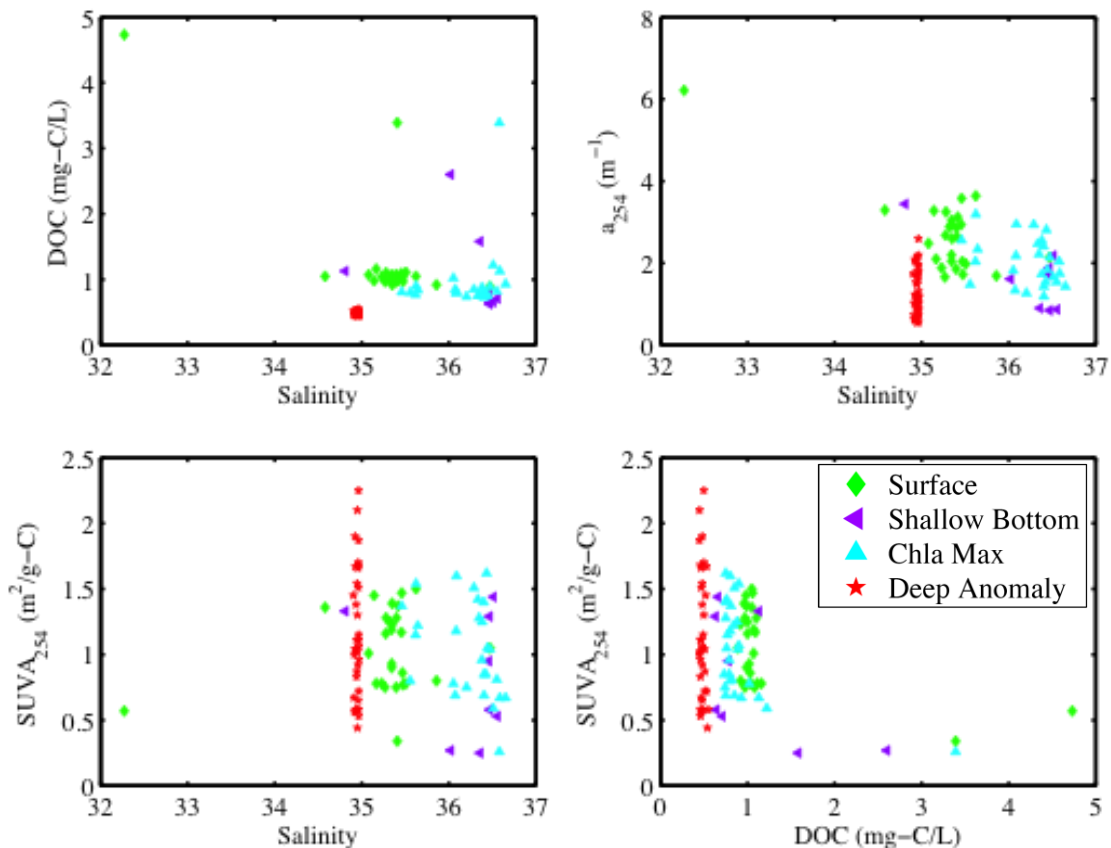 5
4
3
2
1
0
DOC (mg−C/L)
32 33 34 35 36 37
Salinity
8
6
4
2
0
a254 (m−1)
32 33 34 35 36 37
Salinity
2.5
2
1.5
1
0.5
0
SUVA254 (m2/g−C)
32 33 34 35 36 37
Salinity
2.5
2
1.5
1
0.5
0
SUVA254 (m2/g−C)
Surface
Shallow Bottom
Chla Max
Deep Anomaly
0 1 2 3 4 5
DOC (mg−C/L)